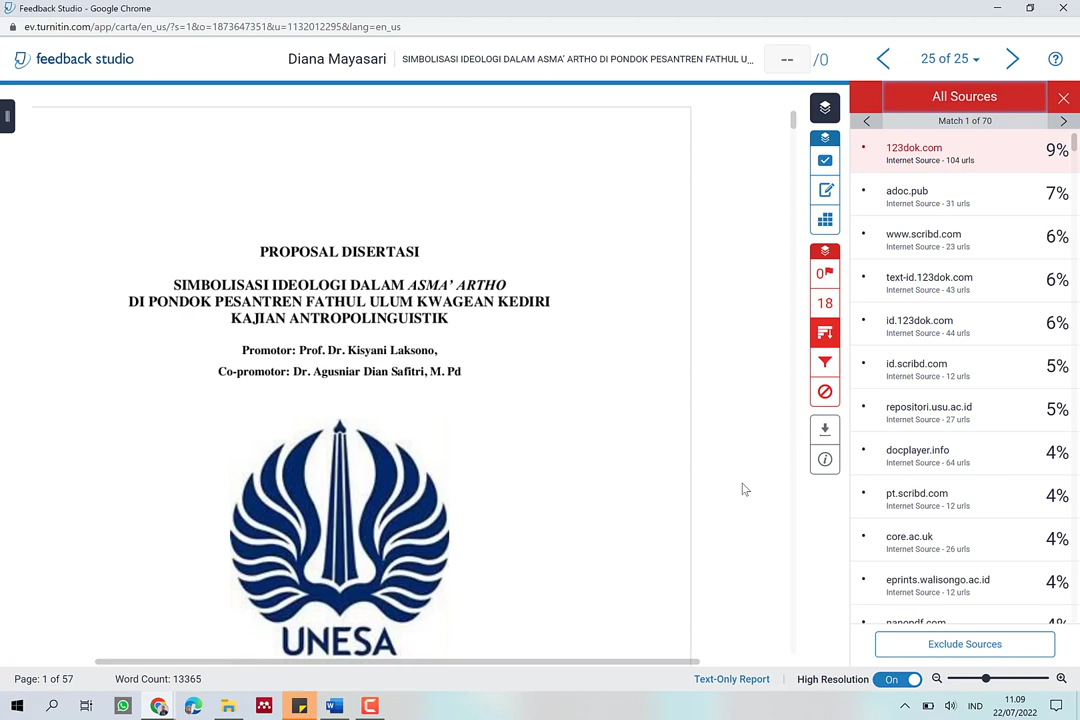 Feedback Studio - Google Chrome
ev.turnitin.com/app/carta/en_us/?s=1&o=1873647351&u=1132012295&lang=en_us
feedback studio
Diana Mayasari
SIMBOLISASI IDEOLOGI DALAM ASMA' ARTHO DI PONDOK PESANTREN FATHUL U...
--
/0
25 of 25
All Sources
Match 1 of 70
123dok.com
9%
Internet Source - 104 urls
adoc.pub
7%
Internet Source - 31 urls
www.scribd.com
6%
Internet Source - 23 urls
text-id.123dok.com
6%
Internet Source - 43 urls
id.123dok.com
6%
Internet Source - 44 urls
id.scribd.com
5%
Internet Source - 12 urls
repositori.usu.ac.id
5%
Internet Source - 27 urls
docplayer.info
4%
Internet Source - 64 urls
pt.scribd.com
4%
Internet Source - 12 urls
core.ac.uk
4%
Internet Source - 26 urls
eprints.walisongo.ac.id
4%
Internet Source - 12 urls
nanopdf.com
4%
Exclude Sources
0
18
PROPOSAL DISERTASI
SIMBOLISASI IDEOLOGI DALAM ASMA' ARTHO
DI PONDOK PESANTREN FATHUL ULUM KWAGEAN KEDIRI
KAJIAN ANTROPOLINGUISTIK
Promotor: Prof. Dr. Kisyani Laksono,
Co-promotor: Dr. Agusniar Dian Safitri, M. Pd
UNESA
Page: 1 of 57
Word Count: 13365
Text-Only Report
High Resolution
On
IND
11.09
22/07/2022